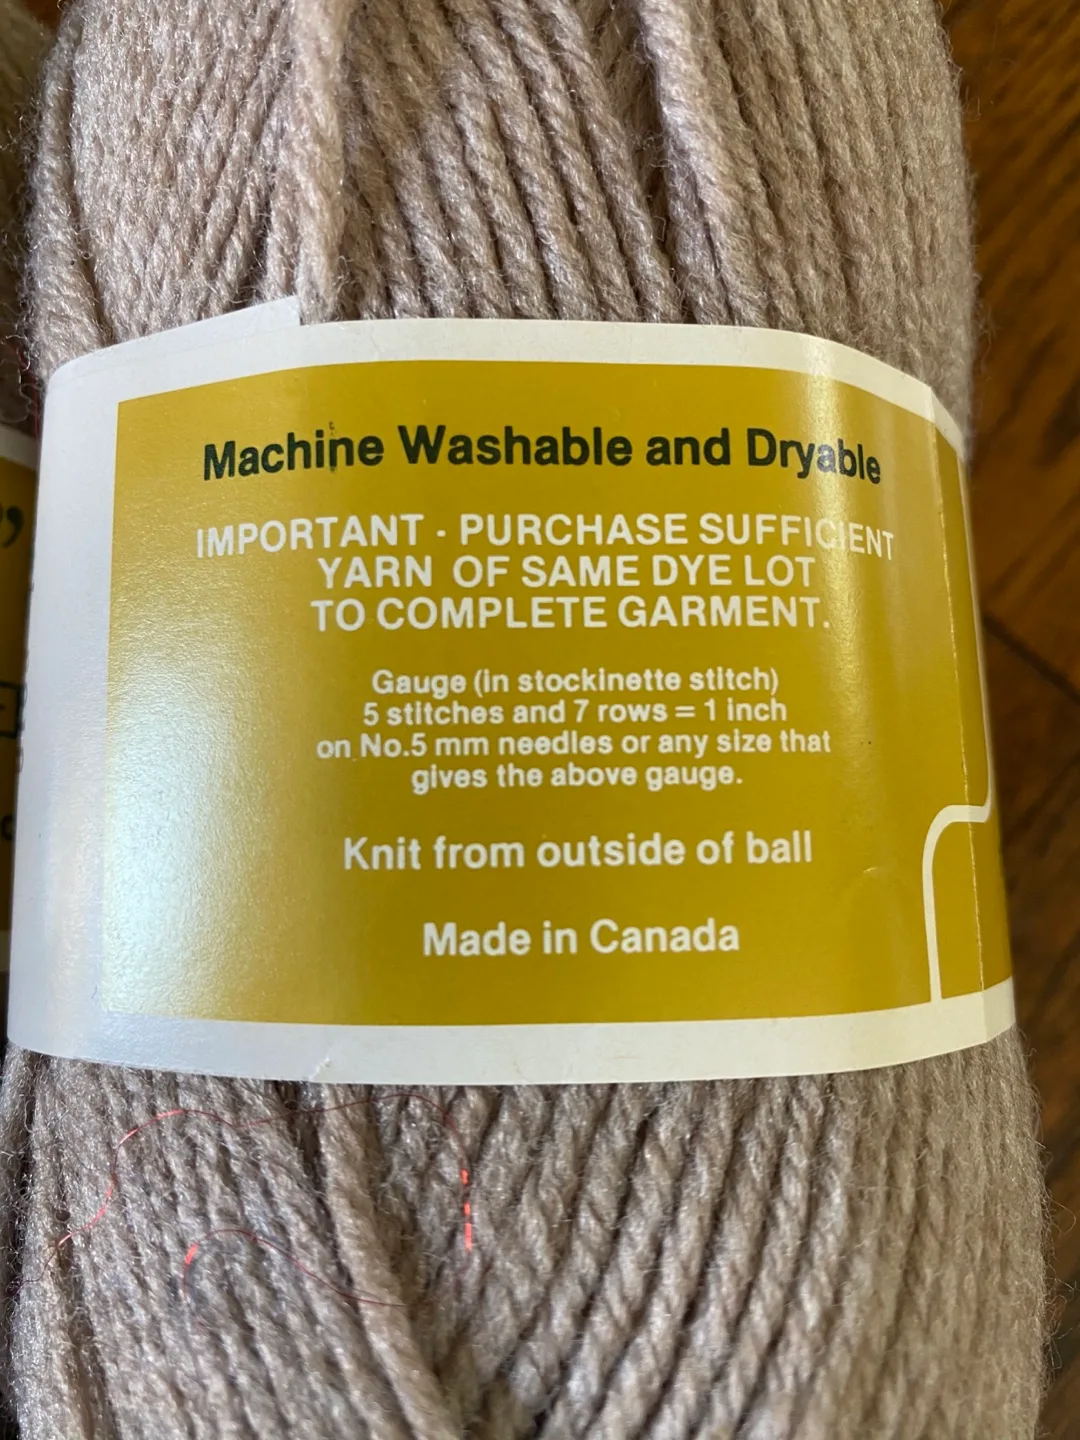 Machine Washable and Dryable
IMPORTANT - PURCHASE SUFFICIENT
YARN OF SAME DYE LOT
TO COMPLETE GARMENT.
Gauge (in stockinette stitch)
5 stitches and 7 rows = 1 inch
on No.5 mm needles or any size that
gives the above gauge.
Knit from outside of ball
Made in Canada